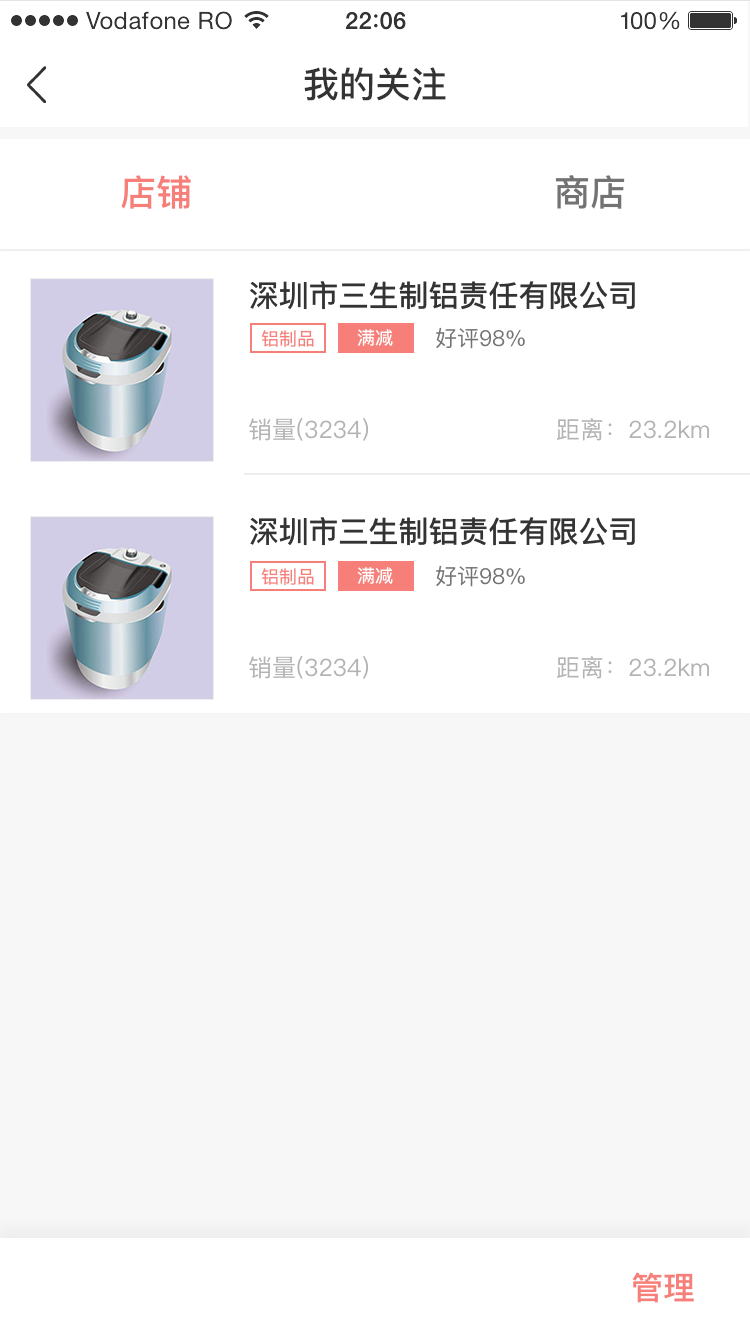 Vodafone RO 22:06 100%
我的关注
店铺 商店
深圳市三生制铝责任有限公司
铝制品 满减 好评98%
销量(3234) 距离：23.2km
深圳市三生制铝责任有限公司
铝制品 满减 好评98%
销量(3234) 距离：23.2km
管理